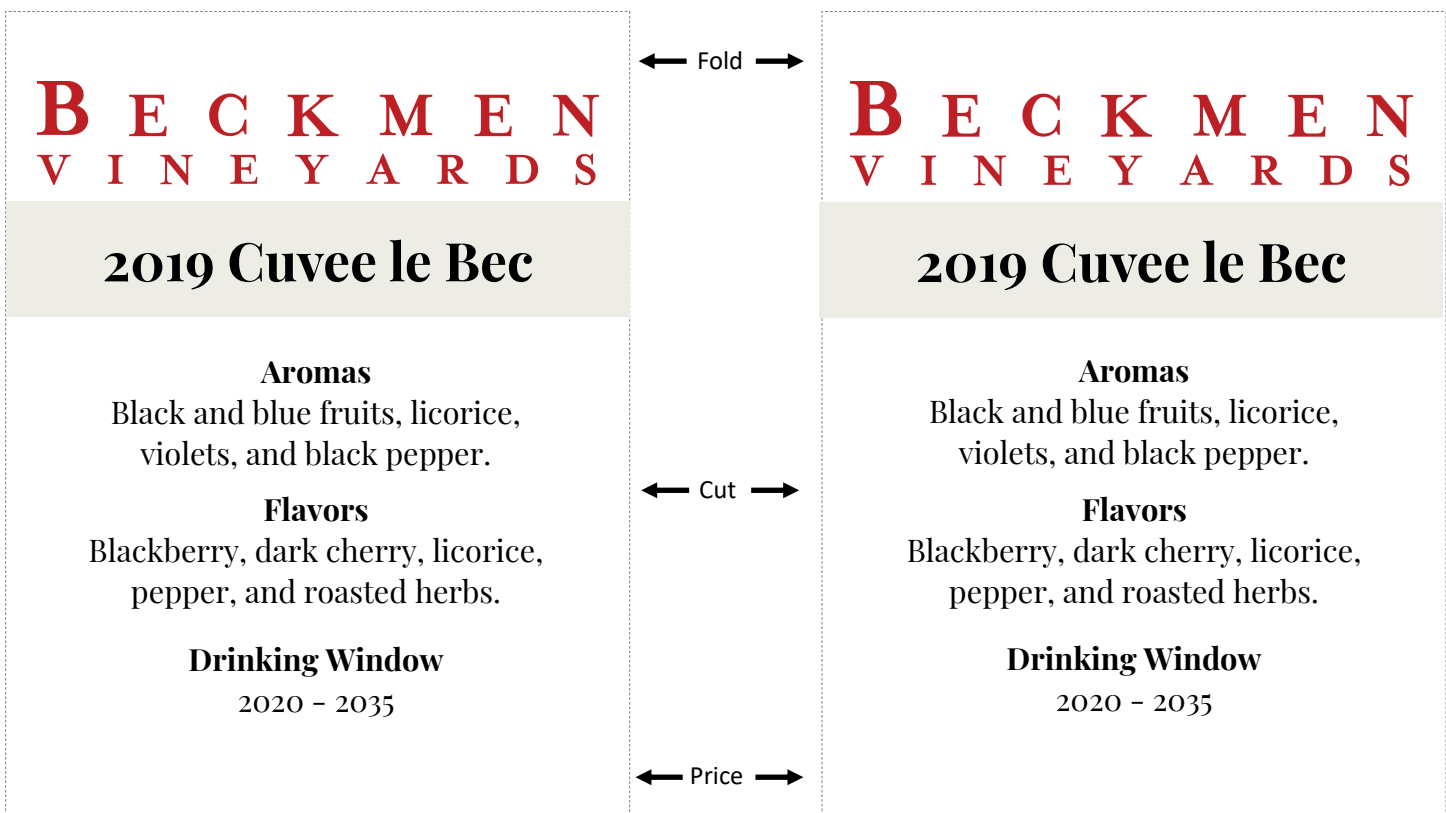 BECKMEN
VINEYARDS
2019 Cuvee le Bec
Aromas
Black and blue fruits, licorice,
violets, and black pepper.
Flavors
Blackberry, dark cherry, licorice,
pepper, and roasted herbs.
Drinking Window
2020 - 2035
Fold
Cut
Price
BECKMEN
VINEYARDS
2019 Cuvee le Bec
Aromas
Black and blue fruits, licorice,
violets, and black pepper.
Flavors
Blackberry, dark cherry, licorice,
pepper, and roasted herbs.
Drinking Window
2020 - 2035